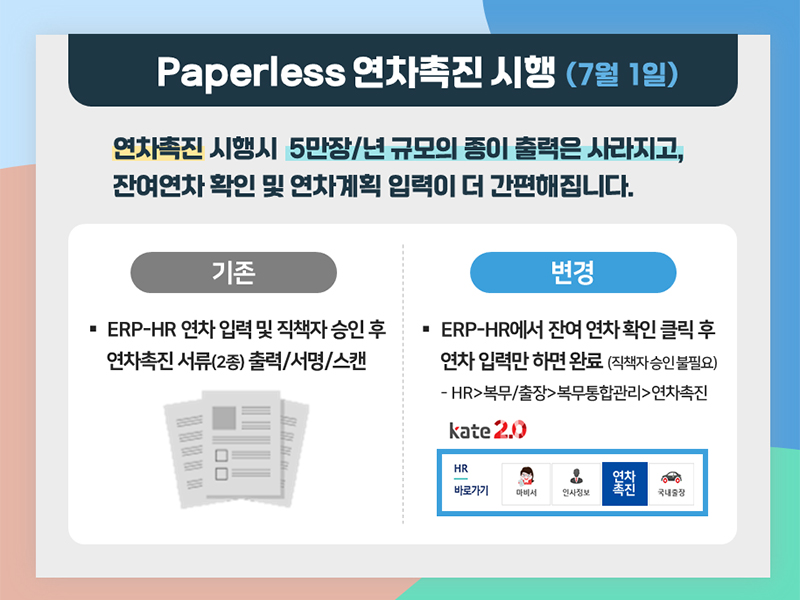 Paperless 연차촉진 시행 (7월 1일)
연차촉진 시행시 5만장/년 규모의 종이 출력은 사라지고,
잔여연차 확인 및 연차계획 입력이 더 간편해집니다.
기존
▪ ERP-HR 연차 입력 및 직책자 승인 후
연차촉진 서류(2종) 출력/서명/스캔
변경
▪ ERP-HR에서 잔여 연차 확인 클릭 후
연차 입력만 하면 완료 (직책자 승인 불필요)
- HR>복무/출장>복무통합관리>연차촉진
kate 2.0
HR
바로가기
마비서
인사정보
연차
촉진
국내출장